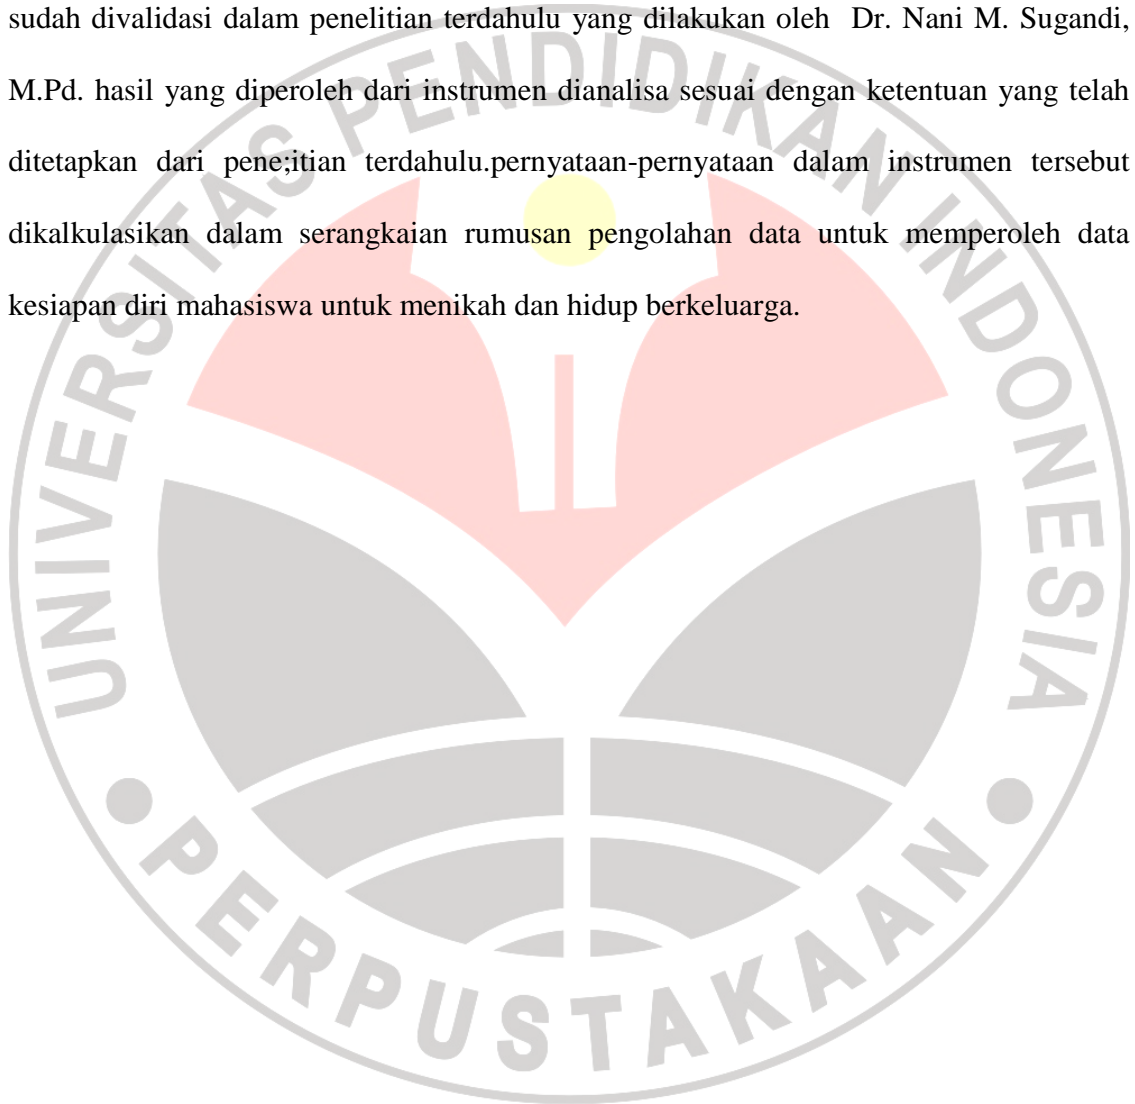 sudah divalidasi dalam penelitian terdahulu yang dilakukan oleh Dr. Nani M. Sugandi,
M.Pd. hasil yang diperoleh dari instrumen dianalisa sesuai dengan ketentuan yang telah
ditetapkan dari pene;itian terdahulu.pernyataan-pernyataan dalam instrumen tersebut
dikalkulasikan dalam serangkaian rumusan pengolahan data untuk memperoleh data
kesiapan diri mahasiswa untuk menikah dan hidup berkeluarga.
UNIVERSITAS PENDIDIKAN INDONESIA
PERPUSTAKAAN